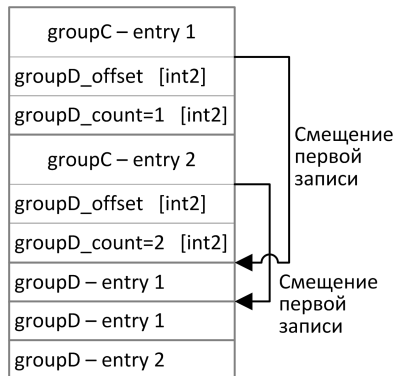 groupC – entry 1
groupD_offset [int2]
groupD_count=1 [int2]
groupC – entry 2
groupD_offset [int2]
groupD_count=2 [int2]
groupD – entry 1
groupD – entry 1
groupD – entry 2
Смещение
первой
записи
Смещение
первой
записи